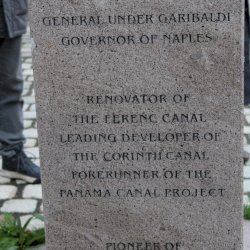 GENERAL UNDER GARIBALDI
GOVERNOR OF NAPLES
RENOVATOR OF
THE FERENC CANAL
LEADING DEVELOPER OF
THE CORINTH CANAL
FORERUNNER OF THE
PANAMA CANAL PROJECT
PIONEER OF